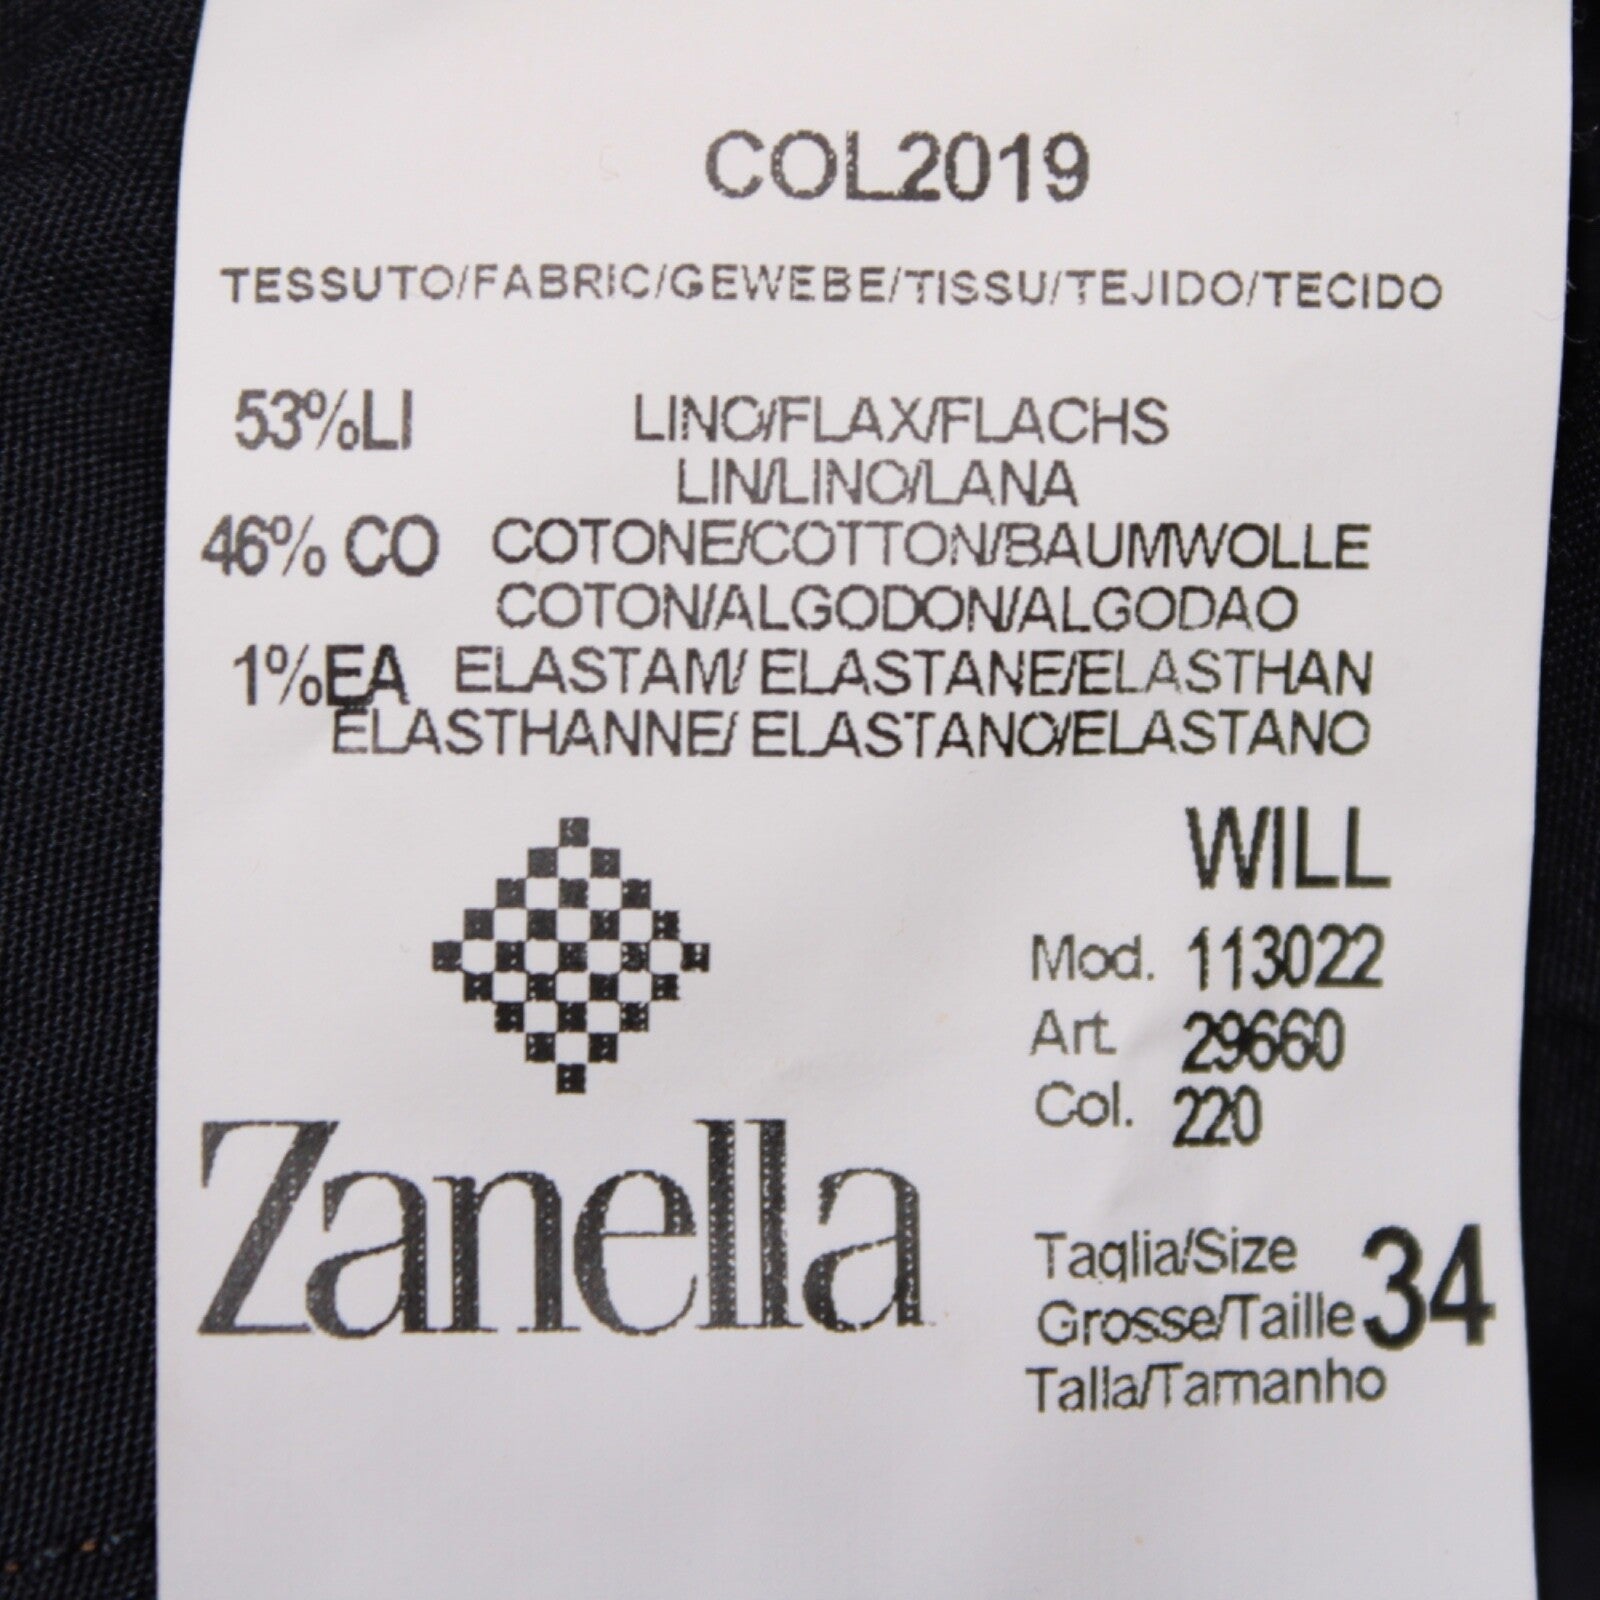 COL2019
TESSUTO/FABRIC/GEWEBE/TISSU/TEJIDO/TECIDO
53%LI LINO/FLAX/FLACHS
LIN/LINO/LANA
46% CO COTONE/COTTON/BAUMWOLLE
COTON/ALGODON/ALGODAO
1%EA ELASTAM/ ELASTANE/ELASTHAN
ELASTHANNE/ ELASTANO/ELASTANO
WILL
Mod. 113022
Art. 29660
Col. 220
Zanella
Taglia/Size
Grosse/Taille 34
Talla/Tamanho